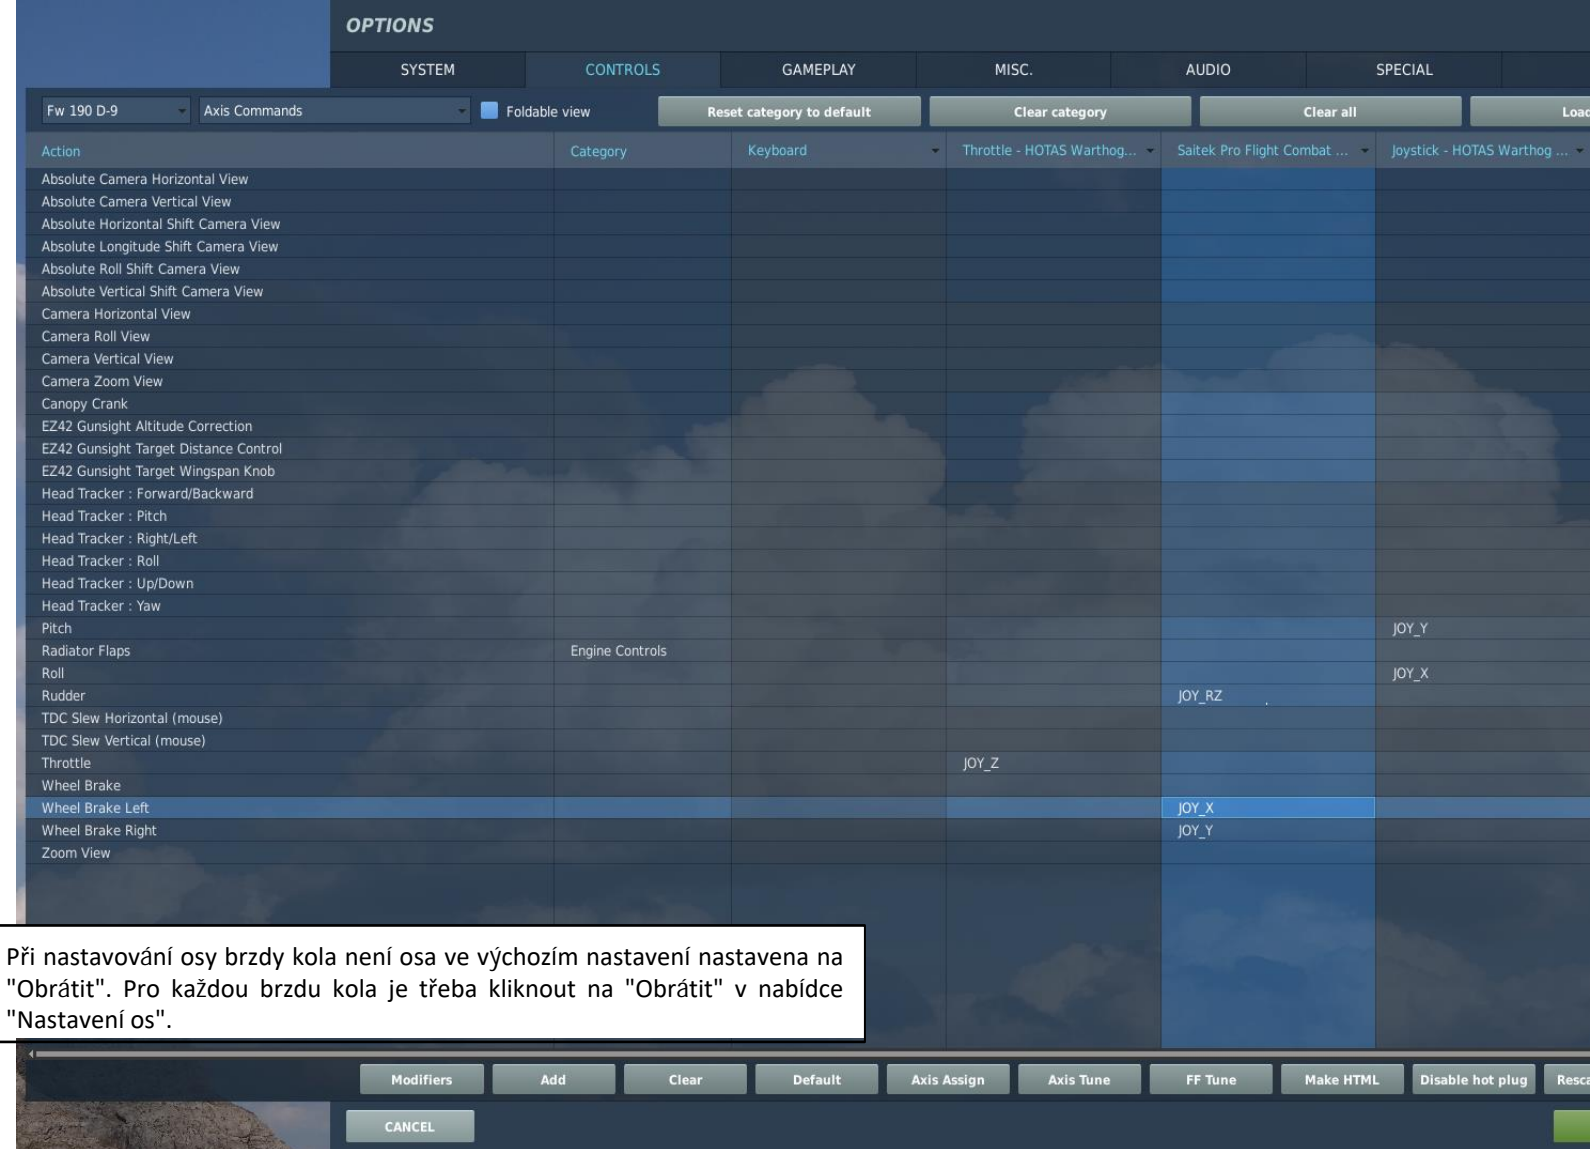 OPTIONS
SYSTEM CONTROLS GAMEPLAY MISC. AUDIO SPECIAL
Fw 190 D-9 Axis Commands Foldable view Reset category to default Clear category Clear all Load
Action Category Keyboard Throttle - HOTAS Warthog... Saitek Pro Flight Combat ... Joystick - HOTAS Warthog ...
Absolute Camera Horizontal View
Absolute Camera Vertical View
Absolute Horizontal Shift Camera View
Absolute Longitude Shift Camera View
Absolute Roll Shift Camera View
Absolute Vertical Shift Camera View
Camera Horizontal View
Camera Roll View
Camera Vertical View
Camera Zoom View
Canopy Crank
EZ42 Gunsight Altitude Correction
EZ42 Gunsight Target Distance Control
EZ42 Gunsight Target Wingspan Knob
Head Tracker : Forward/Backward
Head Tracker : Pitch
Head Tracker : Right/Left
Head Tracker : Roll
Head Tracker : Up/Down
Head Tracker : Yaw
Pitch JOY_Y
Radiator Flaps Engine Controls
Roll JOY_X
Rudder JOY_RZ
TDC Slew Horizontal (mouse)
TDC Slew Vertical (mouse)
Throttle JOY_Z
Wheel Brake
Wheel Brake Left JOY_X
Wheel Brake Right JOY_Y
Zoom View
Při nastavování osy brzdy kola není osa ve výchozím nastavení nastavena na
"Obrátit". Pro každou brzdu kola je třeba kliknout na "Obrátit" v nabídce
"Nastavení os".
Modifiers Add Clear Default Axis Assign Axis Tune FF Tune Make HTML Disable hot plug Resca
CANCEL